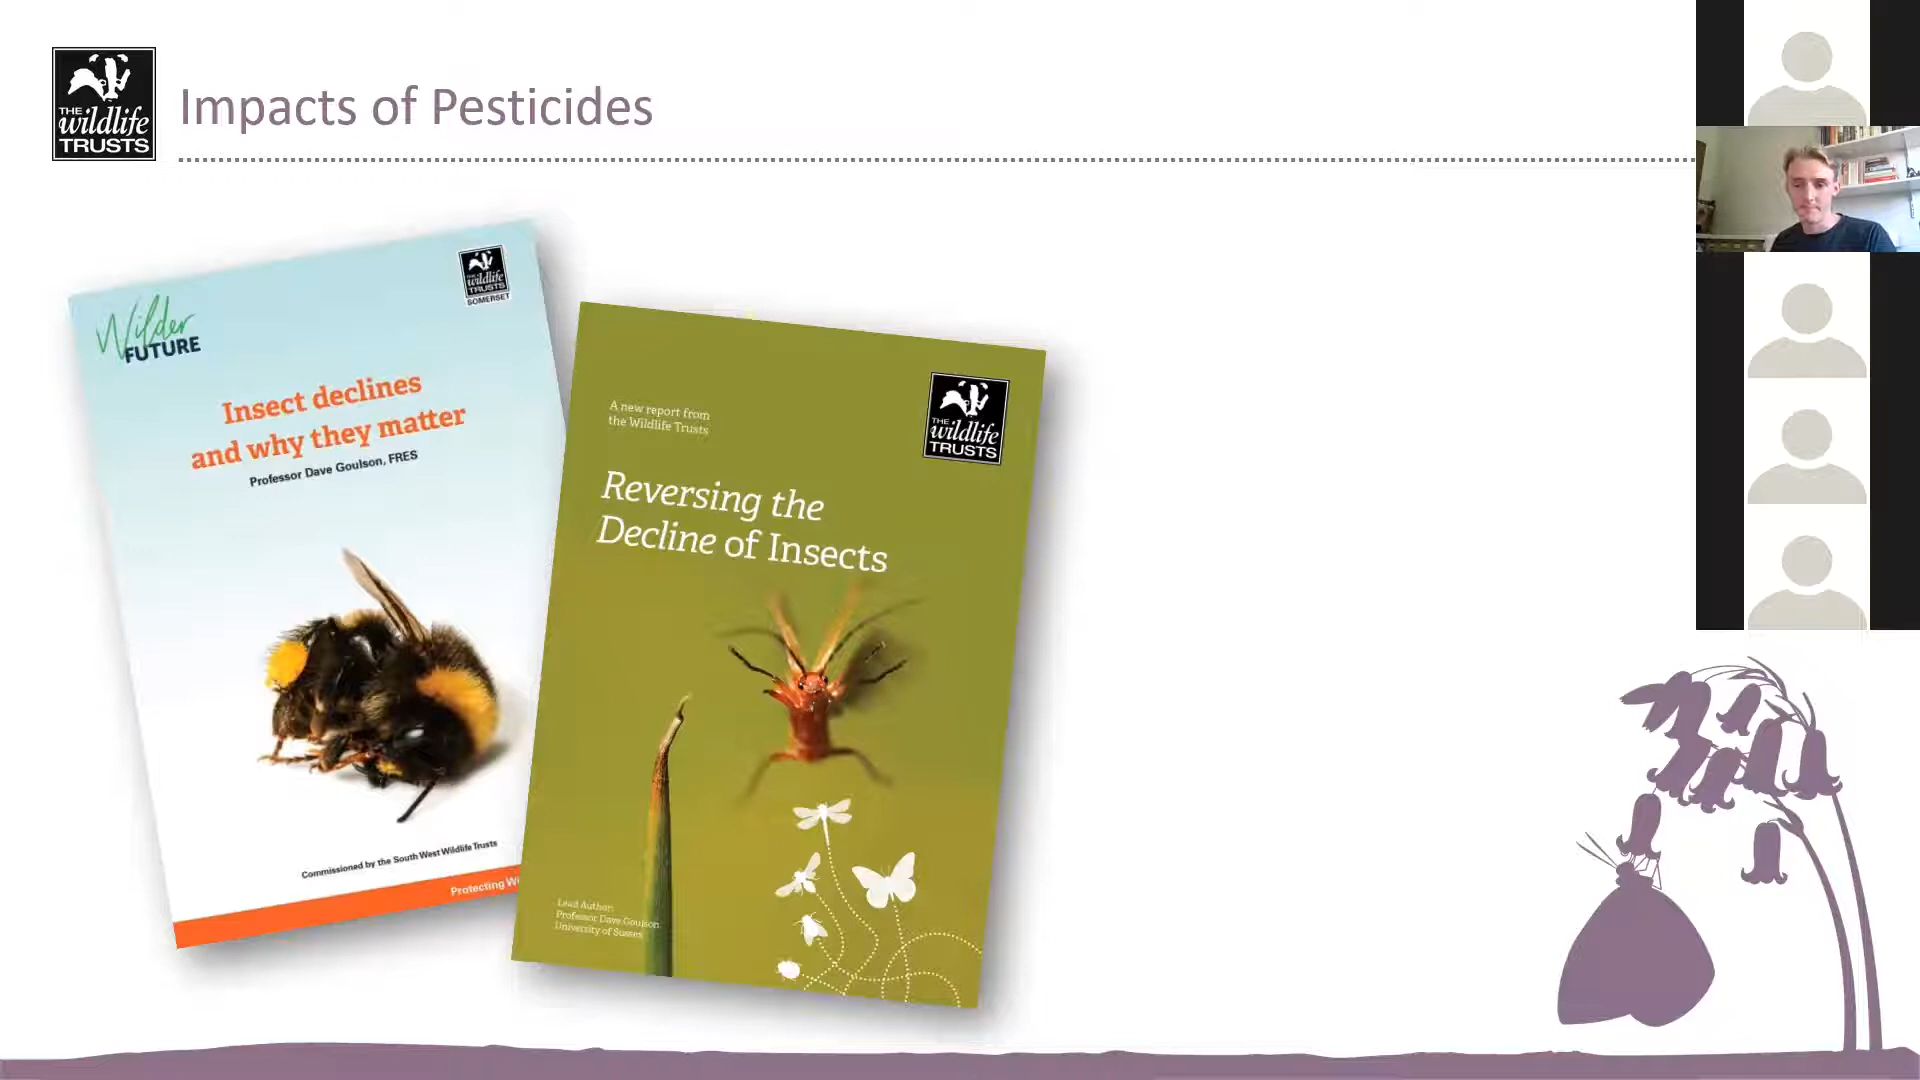 THE
wildlife
TRUSTS
Impacts of Pesticides
Wilder
FUTURE
THE
wildlife
TRUSTS
SOMERSET
Insect declines
and why they matter
Professor Dave Goulson, FRES
Commissioned by the South West Wildlife Trusts
Protecting
A new report from
the Wildlife Trusts
THE
wildlife
TRUSTS
Reversing the
Decline of Insects
Lead Author:
Professor Dave Goulson
University of Sussex